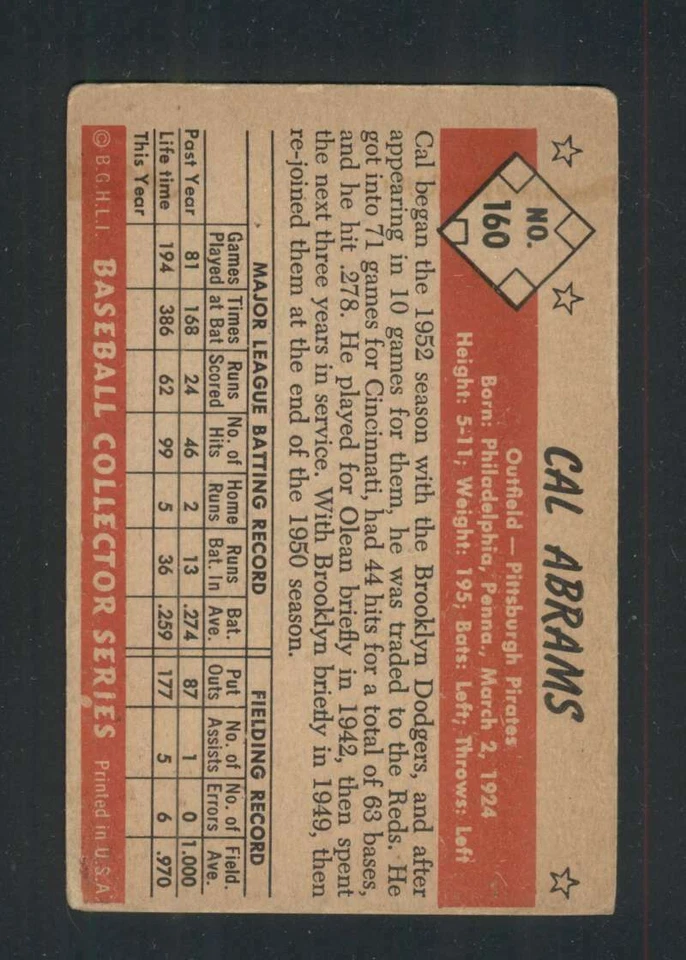 CAL ABRAMS
NO.
160
Outfield — Pittsburgh Pirates
Born: Philadelphia, Penna., March 2, 1924
Height: 5-11; Weight: 195; Bats: Left; Throws: Left
Cal began the 1952 season with the Brooklyn Dodgers, and after
appearing in 10 games for them, he was traded to the Reds. He
got into 71 games for Cincinnati, had 44 hits for a total of 63 bases,
and he hit .278. He played for Olean briefly in 1942, then spent
the next three years in service. With Brooklyn briefly in 1949, then
re-joined them at the end of the 1950 season.
MAJOR LEAGUE BATTING RECORD FIELDING RECORD
Games Times Runs No. of Home Runs Bat. Put No. of No. of Field.
Played at Bat Scored Hits Runs Bat. In Ave. Outs Assists Errors Ave.
Past Year 81 168 24 46 2 13 .274 87 1 0 1.000
Life time 194 386 62 99 5 36 .259 177 5 6 .970
This Year
© B.G.H.L.I. BASEBALL COLLECTOR SERIES Printed in U.S.A.